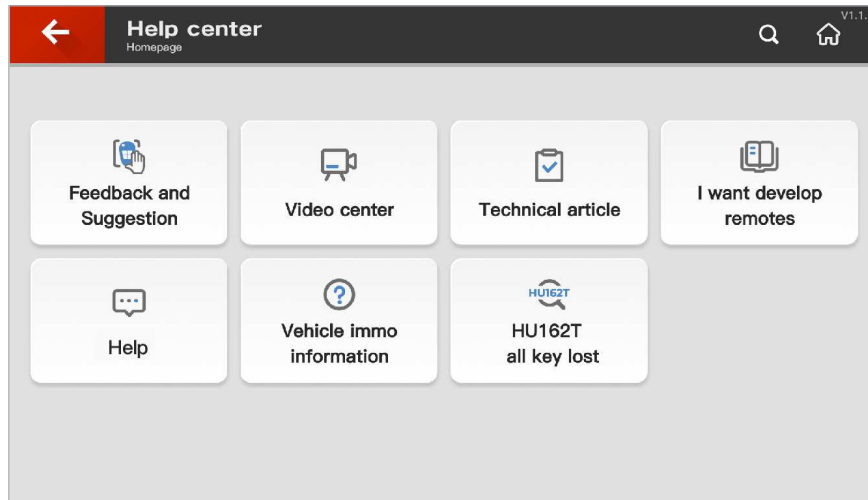 Help center
Homepage
V1.1.
Feedback and
Suggestion
Video center
Technical article
I want develop
remotes
Help
Vehicle immo
information
HU162T
HU162T
all key lost